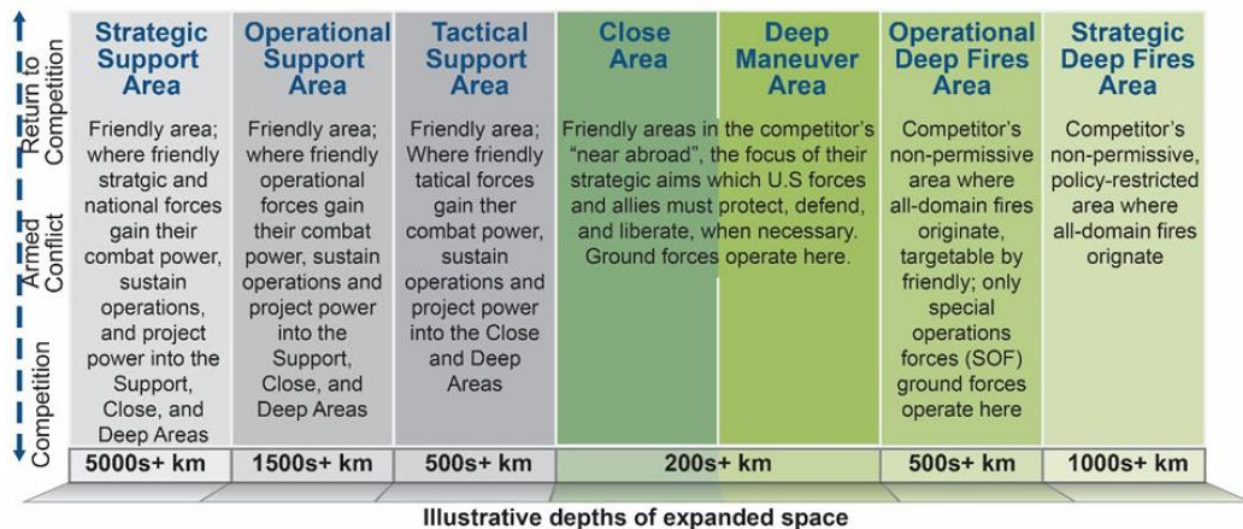 Return to
Competition
Armed
Conflict
Competition
Strategic
Support
Area
Friendly area;
where friendly
stratgic and
national forces
gain their
combat power,
sustain
operations,
and project
power into the
Support,
Close, and
Deep Areas
5000s+ km
Operational
Support
Area
Friendly area;
where friendly
operational
forces gain
their combat
power, sustain
operations and
project power
into the
Support,
Close, and
Deep Areas
1500s+ km
Tactical
Support
Area
Friendly area;
Where friendly
tatical forces
gain ther
combat power,
sustain
operations and
project power
into the Close
and Deep
Areas
500s+ km
Close
Area
Deep
Maneuver
Area
Friendly areas in the competitor's
“near abroad”, the focus of their
strategic aims which U.S forces
and allies must protect, defend,
and liberate, when necessary.
Ground forces operate here.
200s+ km
Operational
Deep Fires
Area
Competitor's
non-permissive
area where
all-domain fires
originate,
targetable by
friendly; only
special
operations
forces (SOF)
ground forces
operate here
500s+ km
Strategic
Deep Fires
Area
Competitor's
non-permissive,
policy-restricted
area where
all-domain fires
orignate
1000s+ km
Illustrative depths of expanded space